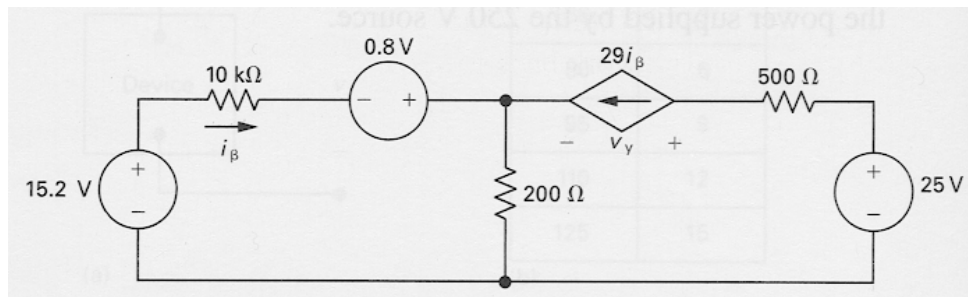 the power supplied by the 250 V source.
0.8 V
29iβ
10 kΩ
500 Ω
Device
− +
iβ
− vy +
15.2 V
+
−
200 Ω
+
−
25 V